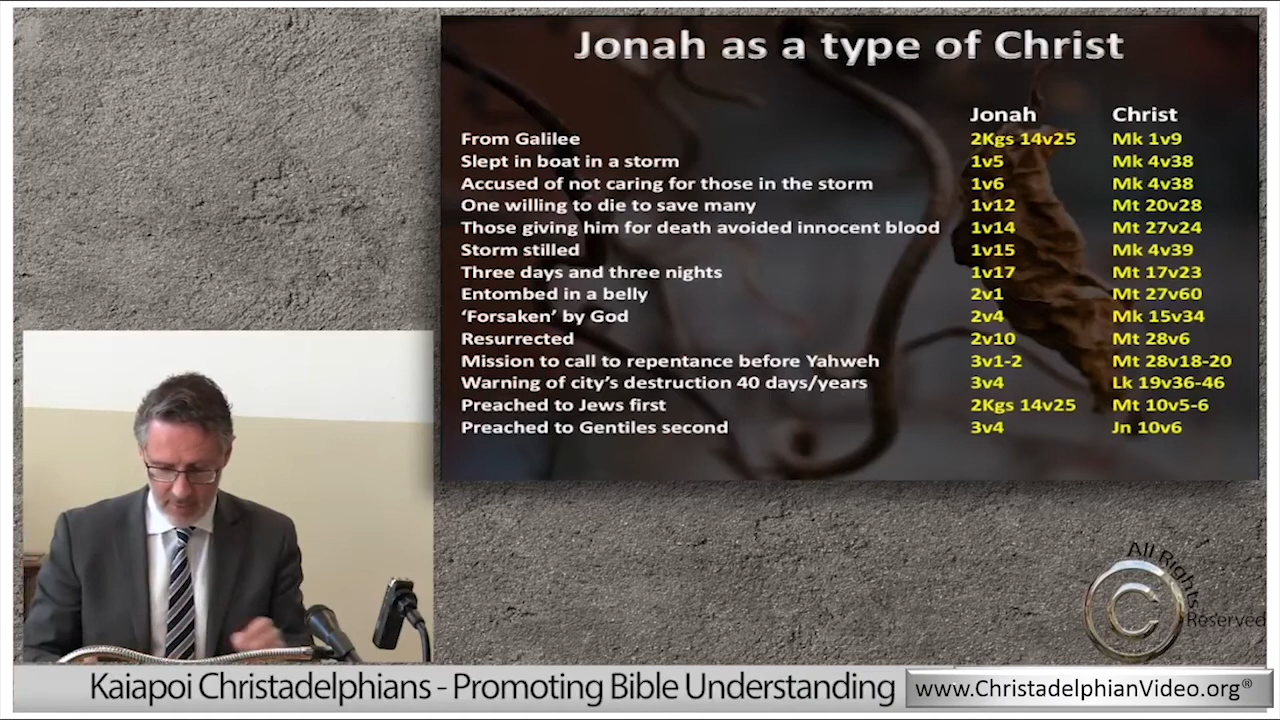 Jonah as a type of Christ
Jonah Christ
From Galilee 2Kgs 14v25 Mk 1v9
Slept in boat in a storm 1v5 Mk 4v38
Accused of not caring for those in the storm 1v6 Mk 4v38
One willing to die to save many 1v12 Mt 20v28
Those giving him for death avoided innocent blood 1v14 Mt 27v24
Storm stilled 1v15 Mk 4v39
Three days and three nights 1v17 Mt 17v23
Entombed in a belly 2v1 Mt 27v60
‘Forsaken’ by God 2v4 Mk 15v34
Resurrected 2v10 Mt 28v6
Mission to call to repentance before Yahweh 3v1-2 Mt 28v18-20
Warning of city’s destruction 40 days/years 3v4 Lk 19v36-46
Preached to Jews first 2Kgs 14v25 Mt 10v5-6
Preached to Gentiles second 3v4 Jn 10v6
All Rights
©
Reserved
Kaiapoi Christadelphians - Promoting Bible Understanding
www.ChristadelphianVideo.org®